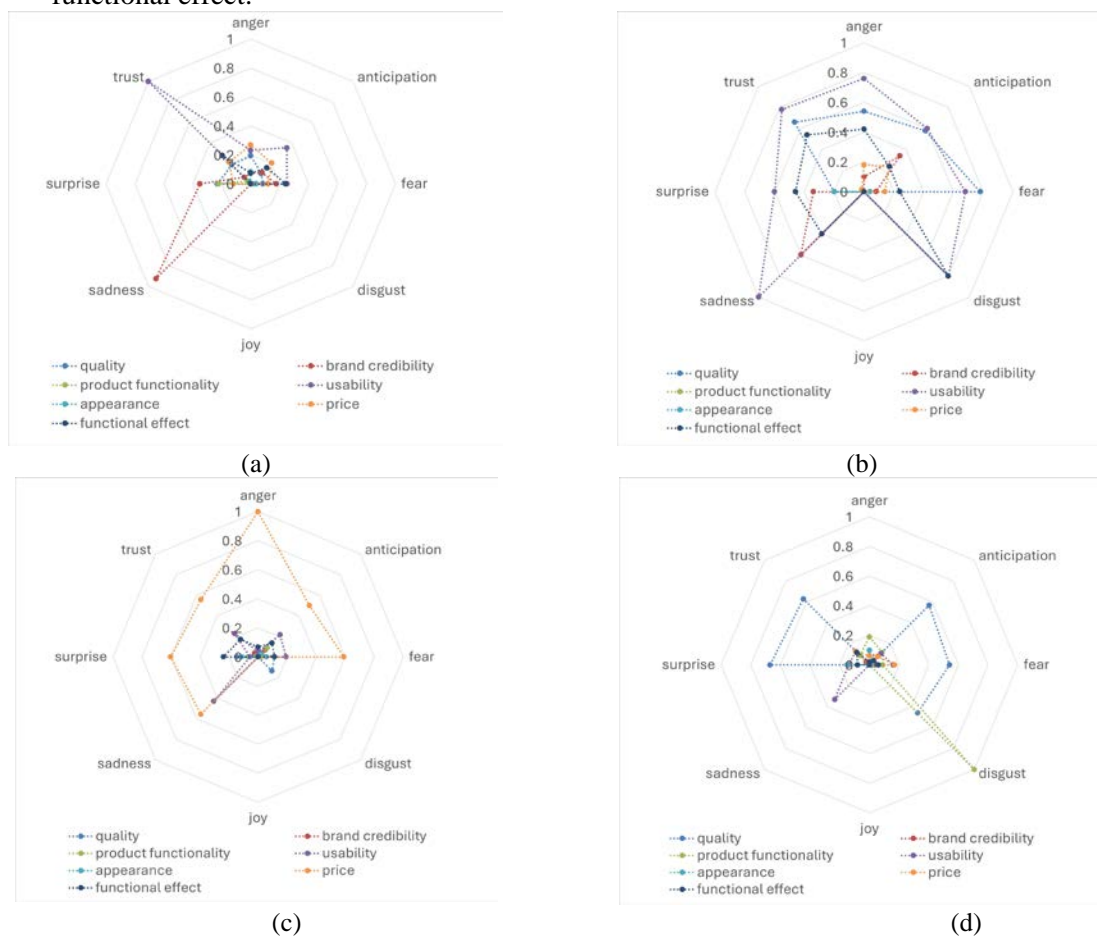 functional effect.
anger
1
0.8
0.6
0.4
0.2
0
trust
anticipation
surprise
fear
sadness
disgust
joy
quality
brand credibility
product functionality
usability
appearance
price
functional effect
(a)
anger
1
0.8
0.6
0.4
0.2
0
trust
anticipation
surprise
fear
sadness
disgust
joy
quality
brand credibility
product functionality
usability
appearance
price
functional effect
(b)
anger
1
0.8
0.6
0.4
0.2
0
trust
anticipation
surprise
fear
sadness
disgust
joy
quality
brand credibility
product functionality
usability
appearance
price
functional effect
(c)
anger
1
0.8
0.6
0.4
0.2
0
trust
anticipation
surprise
fear
sadness
disgust
joy
quality
brand credibility
product functionality
usability
appearance
price
functional effect
(d)